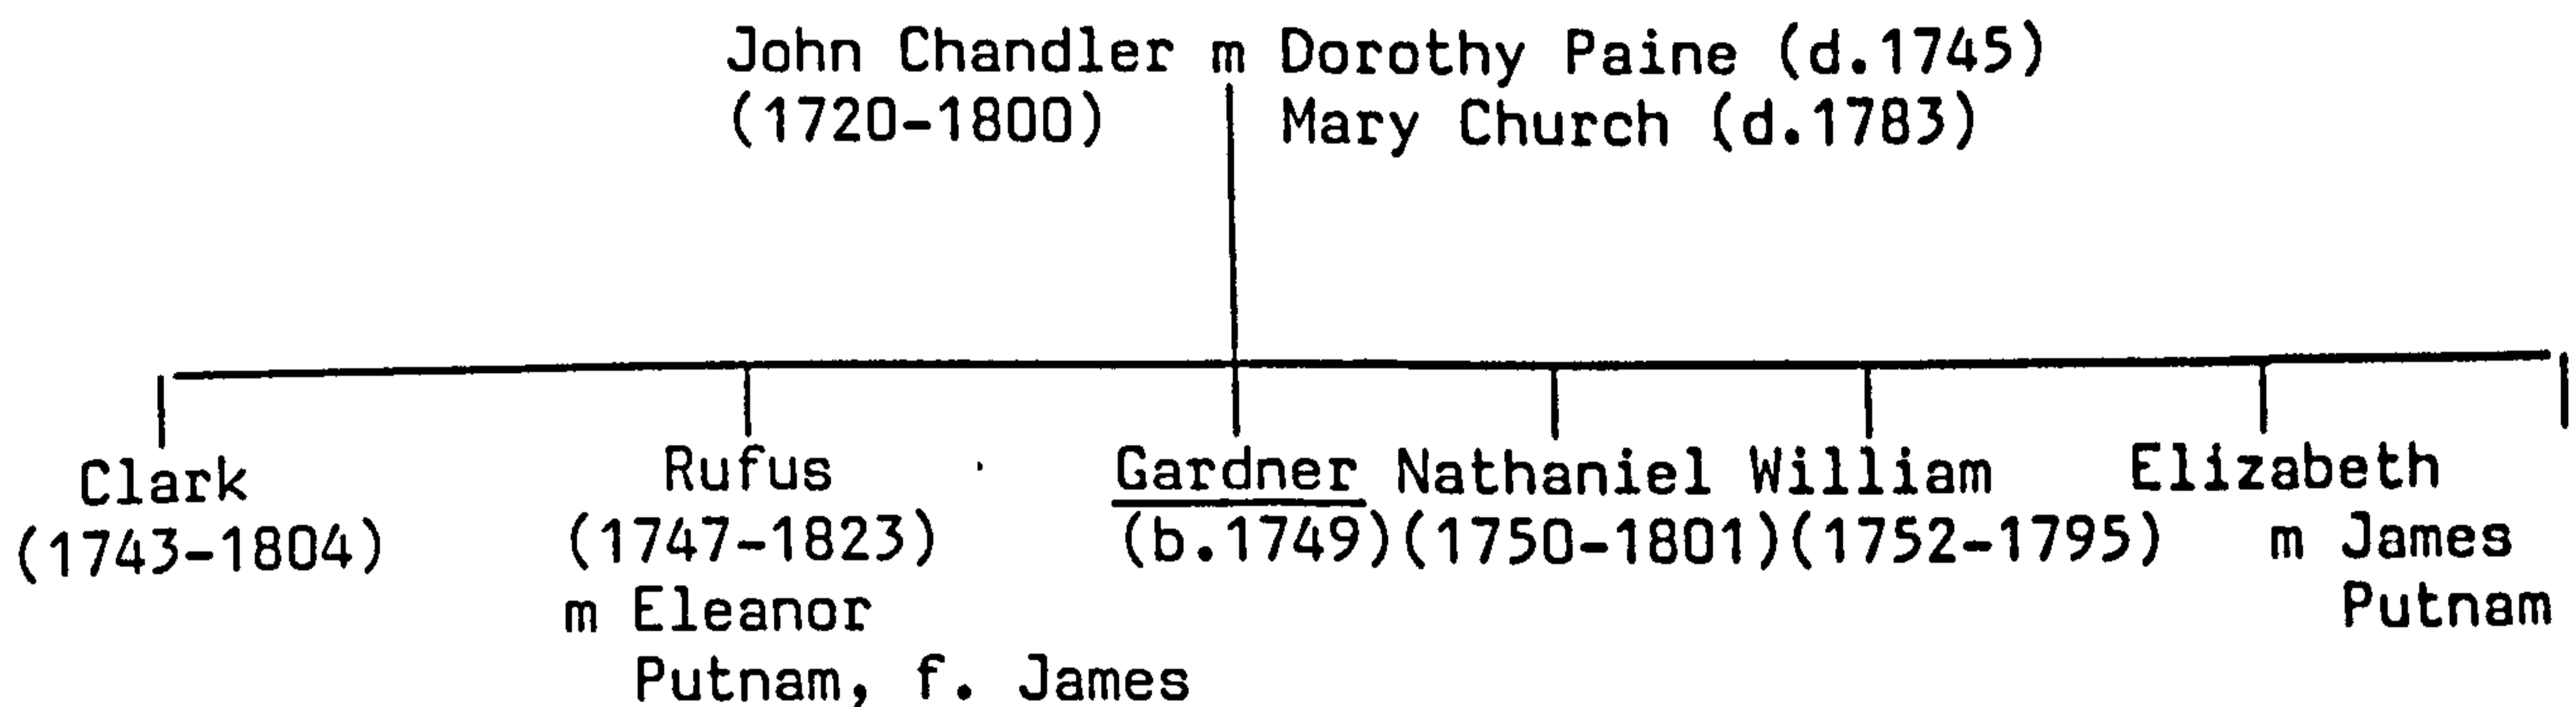 John Chandler m Dorothy Paine (d.1745)
(1720-1800) Mary Church (d.1783)
Clark Rufus Gardner Nathaniel William Elizabeth
(1743-1804) (1747-1823) (b.1749) (1750-1801) (1752-1795) m James
m Eleanor Putnam
Putnam, f. James